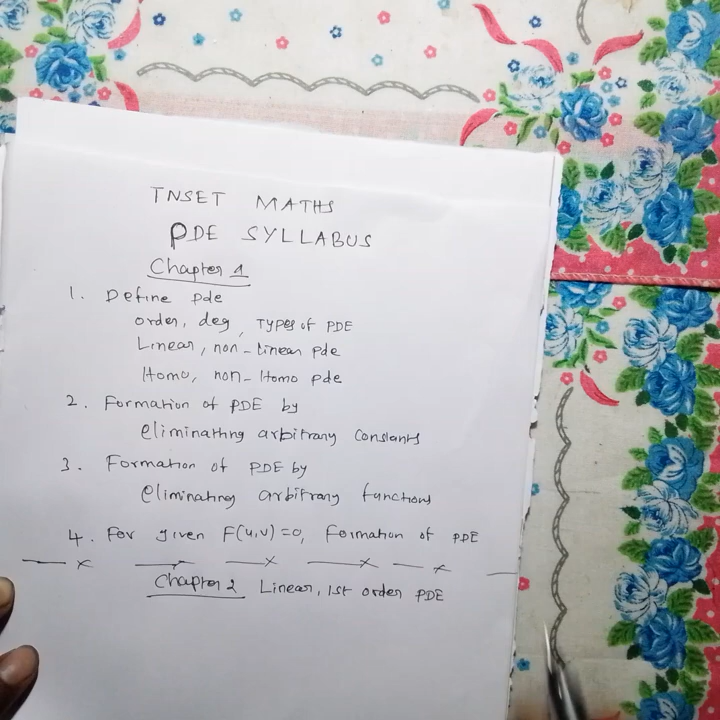 TNSET MATHS
PDE SYLLABUS
Chapter 1
1. Define pde
order, deg, TYPES of PDE
Linear, non-linear pde
Homo, non-Homo pde
2. Formation of PDE by
eliminating arbitrary constants
3. Formation of PDE by
eliminating arbitrary functions
4. For given F(u,v)=0, Formation of PDE
Chapter 2 Linear, 1st order PDE